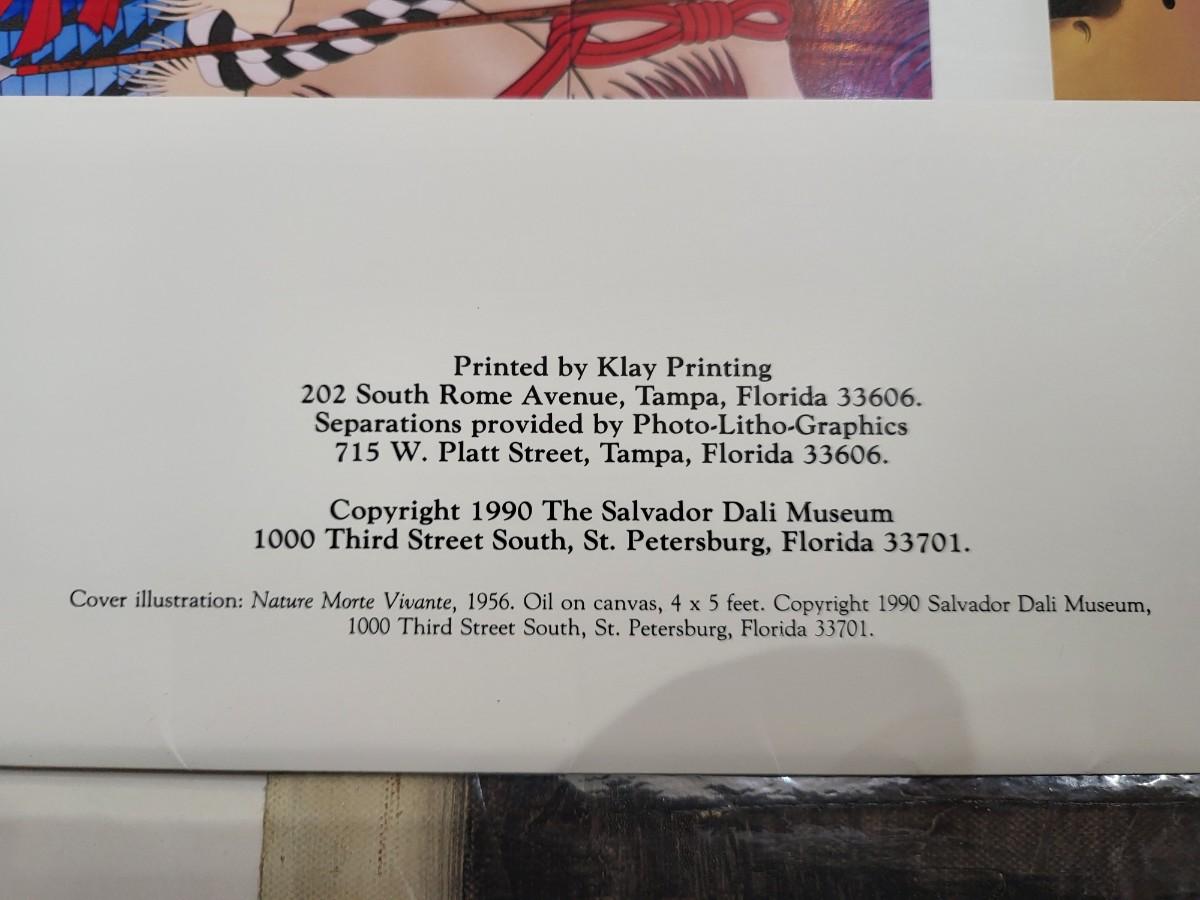 Printed by Klay Printing
202 South Rome Avenue, Tampa, Florida 33606.
Separations provided by Photo-Litho-Graphics
715 W. Platt Street, Tampa, Florida 33606.
Copyright 1990 The Salvador Dali Museum
1000 Third Street South, St. Petersburg, Florida 33701.
Cover illustration: Nature Morte Vivante, 1956. Oil on canvas, 4 x 5 feet. Copyright 1990 Salvador Dali Museum,
1000 Third Street South, St. Petersburg, Florida 33701.